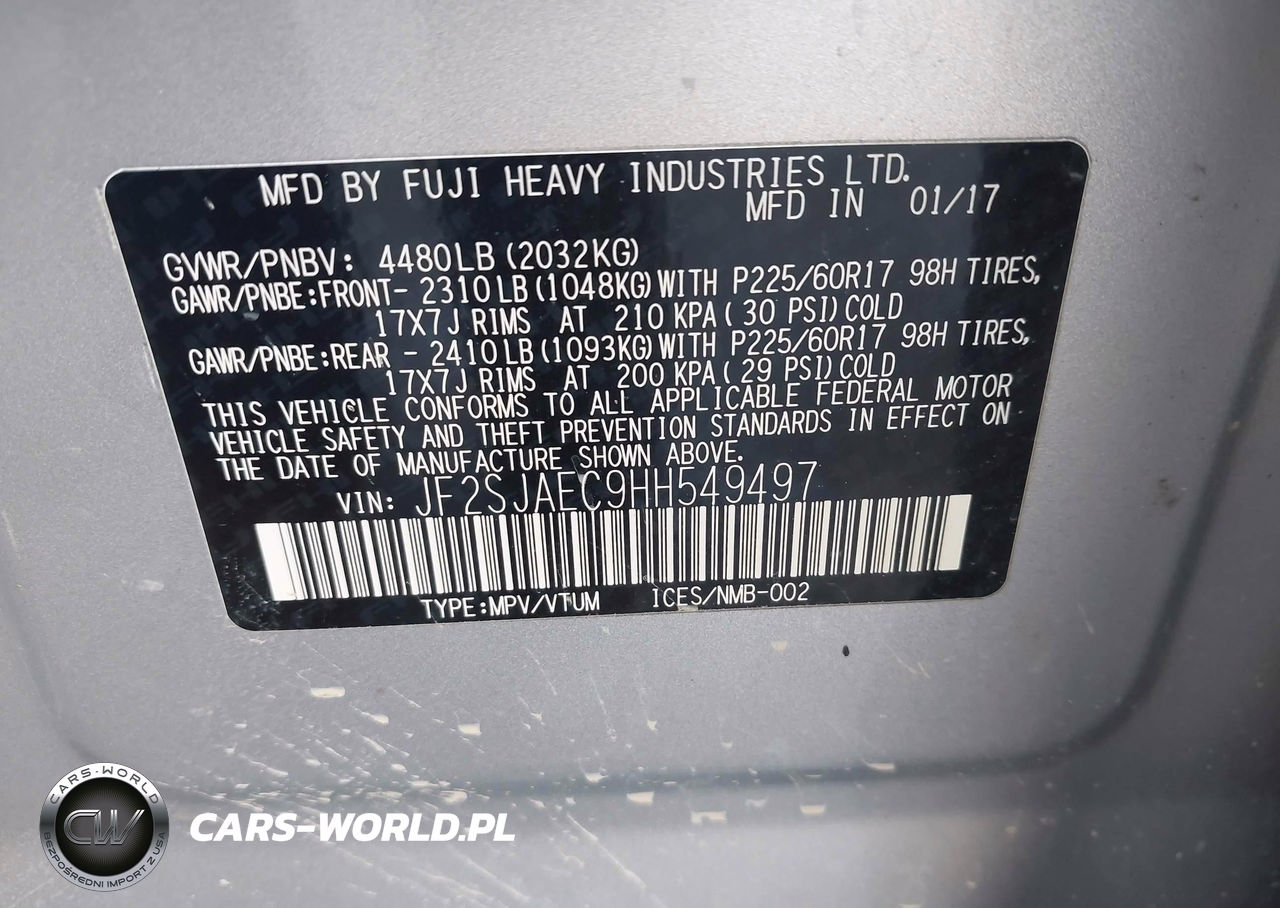 MFD BY FUJI HEAVY INDUSTRIES LTD.
MFD IN 01/17
GVWR/PNBV: 4480LB (2032KG)
GAWR/PNBE:FRONT- 2310LB (1048KG) WITH P225/60R17 98H TIRES,
17X7J RIMS AT 210 KPA( 30 PSI) COLD
GAWR/PNBE:REAR - 2410LB (1093KG) WITH P225/60R17 98H TIRES,
17X7J RIMS AT 200 KPA( 29 PSI) COLD
THIS VEHICLE CONFORMS TO ALL APPLICABLE FEDERAL MOTOR
VEHICLE SAFETY AND THEFT PREVENTION STANDARDS IN EFFECT ON
THE DATE OF MANUFACTURE SHOWN ABOVE.
VIN: JF2SJAEC9HH549497
TYPE:MPV/VTUM ICES/NMB-002
CARS-WORLD
CW
BEZPOŚREDNI IMPORT Z USA
CARS-WORLD.PL